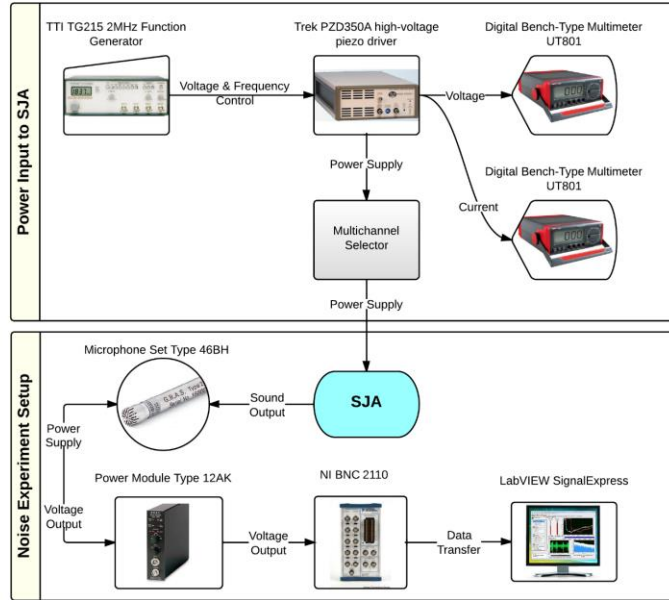 TTI TG215 2MHz Function
Generator
Trek PZD350A high-voltage
piezo driver
Digital Bench-Type Multimeter
UT801
Voltage & Frequency
Control
Voltage
Power Supply
Digital Bench-Type Multimeter
UT801
Current
Multichannel
Selector
Power Supply
Power Input to SJA
Microphone Set Type 46BH
SJA
Sound
Output
Power
Supply
Power Module Type 12AK
NI BNC 2110
LabVIEW SignalExpress
Voltage
Output
Voltage
Output
Data
Transfer
Noise Experiment Setup